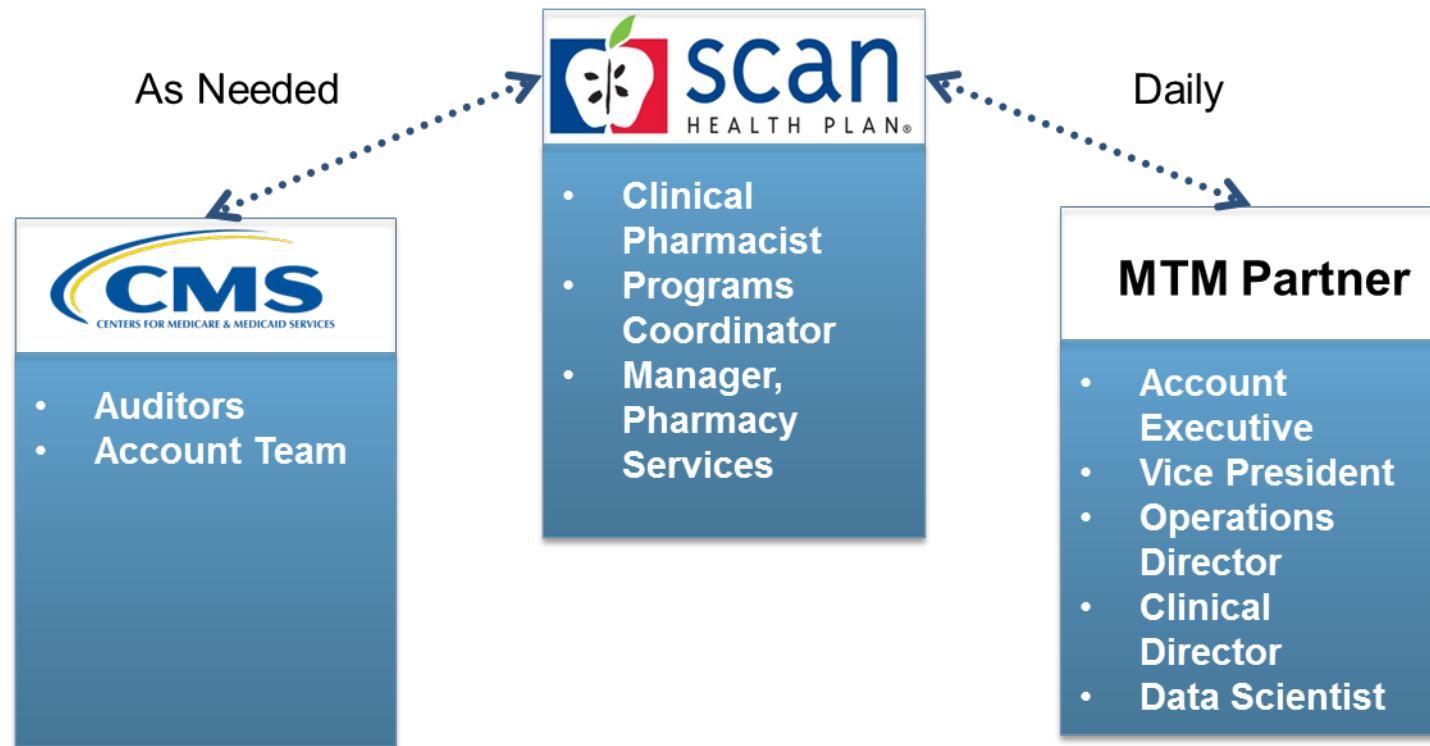 As Needed
scan
HEALTH PLAN®
Daily
CMS
CENTERS FOR MEDICARE & MEDICAID SERVICES
• Auditors
• Account Team
• Clinical
Pharmacist
• Programs
Coordinator
• Manager,
Pharmacy
Services
MTM Partner
• Account
Executive
• Vice President
• Operations
Director
• Clinical
Director
• Data Scientist